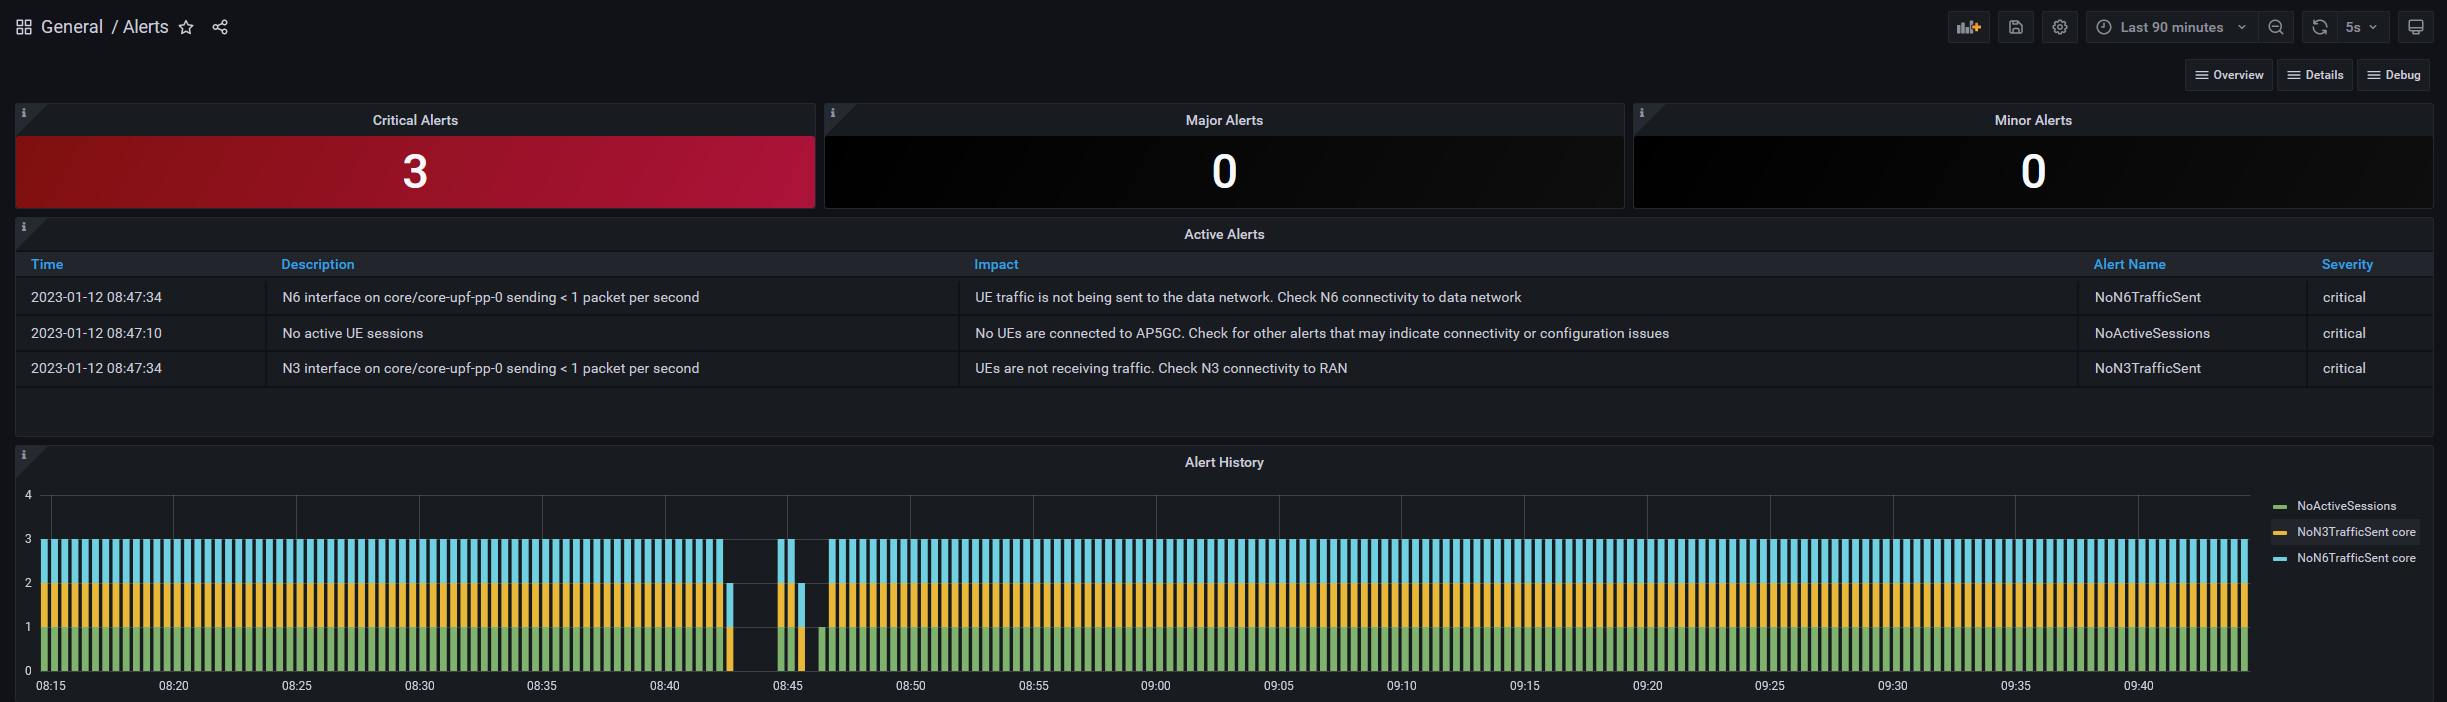 General / Alerts
Last 90 minutes
5s
Overview
Details
Debug
Critical Alerts
3
Major Alerts
0
Minor Alerts
0
Active Alerts
Time Description Impact Alert Name Severity
2023-01-12 08:47:34 N6 interface on core/core-upf-pp-0 sending < 1 packet per second UE traffic is not being sent to the data network. Check N6 connectivity to data network NoN6TrafficSent critical
2023-01-12 08:47:10 No active UE sessions No UEs are connected to AP5GC. Check for other alerts that may indicate connectivity or configuration issues NoActiveSessions critical
2023-01-12 08:47:34 N3 interface on core/core-upf-pp-0 sending < 1 packet per second UEs are not receiving traffic. Check N3 connectivity to RAN NoN3TrafficSent critical
Alert History
4
3
2
1
0
08:15 08:20 08:25 08:30 08:35 08:40 08:45 08:50 08:55 09:00 09:05 09:10 09:15 09:20 09:25 09:30 09:35 09:40
NoActiveSessions
NoN3TrafficSent core
NoN6TrafficSent core